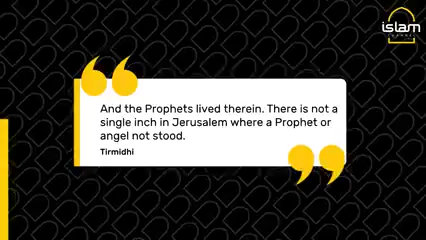 islam
CHANNEL
And the Prophets lived therein. There is not a
single inch in Jerusalem where a Prophet or
angel not stood.
Tirmidhi